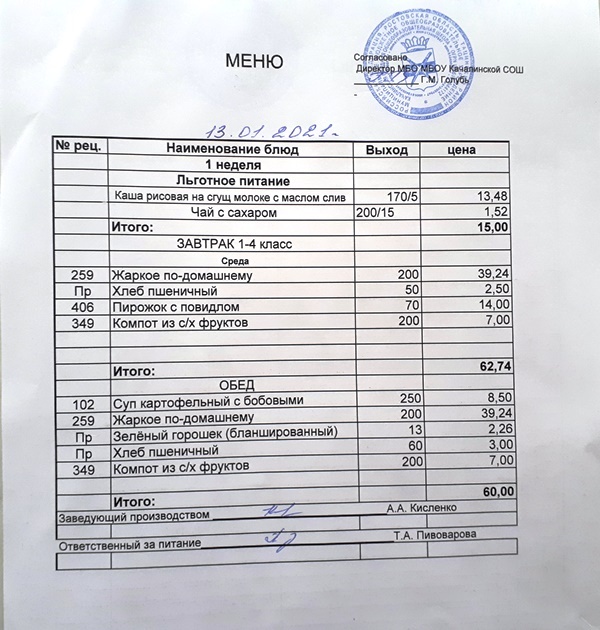 МЕНЮ
Согласовано
Директор МБО МБОУ Качалинской СОШ
Г.М. Голубь
13.01.2021г
№ рец. Наименование блюд Выход цена
1 неделя
Льготное питание
Каша рисовая на сгущ молоке с маслом слив 170/5 13,48
Чай с сахаром 200/15 1,52
Итого: 15,00
ЗАВТРАК 1-4 класс
Среда
259 Жаркое по-домашнему 200 39,24
Пр Хлеб пшеничный 50 2,50
406 Пирожок с повидлом 70 14,00
349 Компот из с/х фруктов 200 7,00
Итого: 62,74
ОБЕД
102 Суп картофельный с бобовыми 250 8,50
259 Жаркое по-домашнему 200 39,24
Пр Зелёный горошек (бланшированный) 13 2,26
Пр Хлеб пшеничный 60 3,00
349 Компот из с/х фруктов 200 7,00
Итого: 60,00
Заведующий производством А.А. Кисленко
Ответственный за питание Т.А. Пивоварова